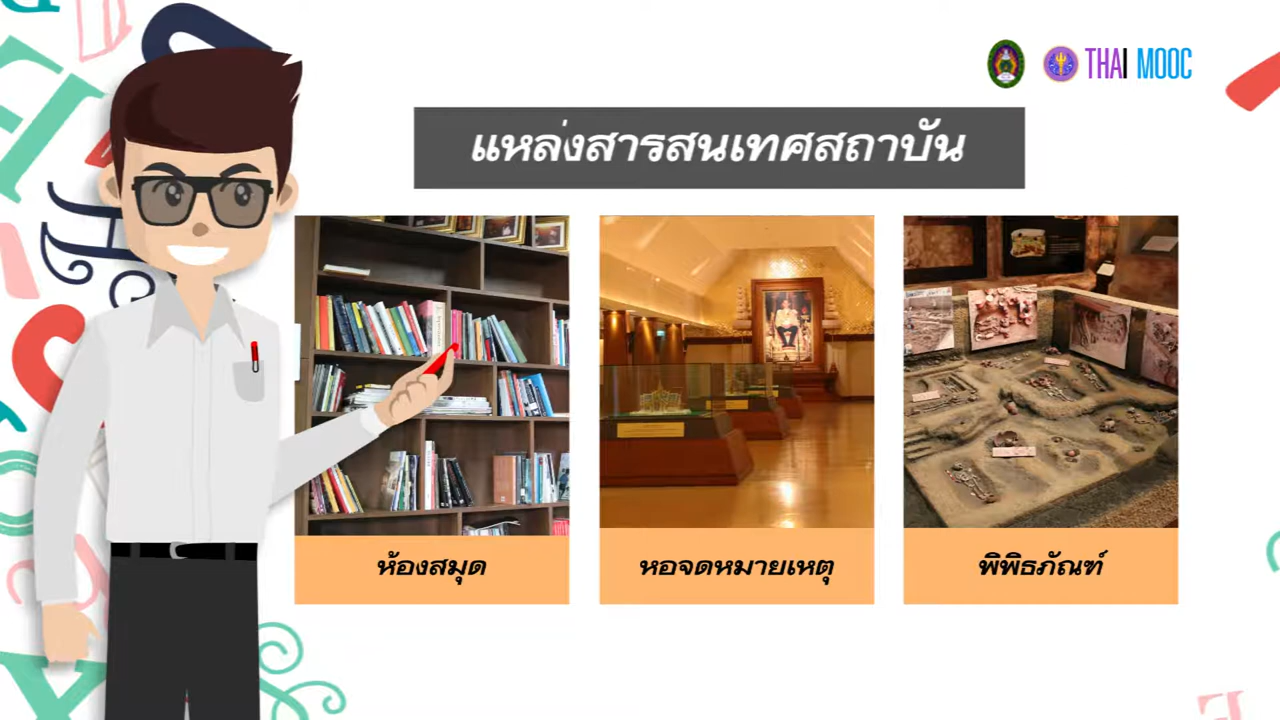 THAI MOOC
แหล่งสารสนเทศสถาบัน
ห้องสมุด
หอจดหมายเหตุ
พิพิธภัณฑ์